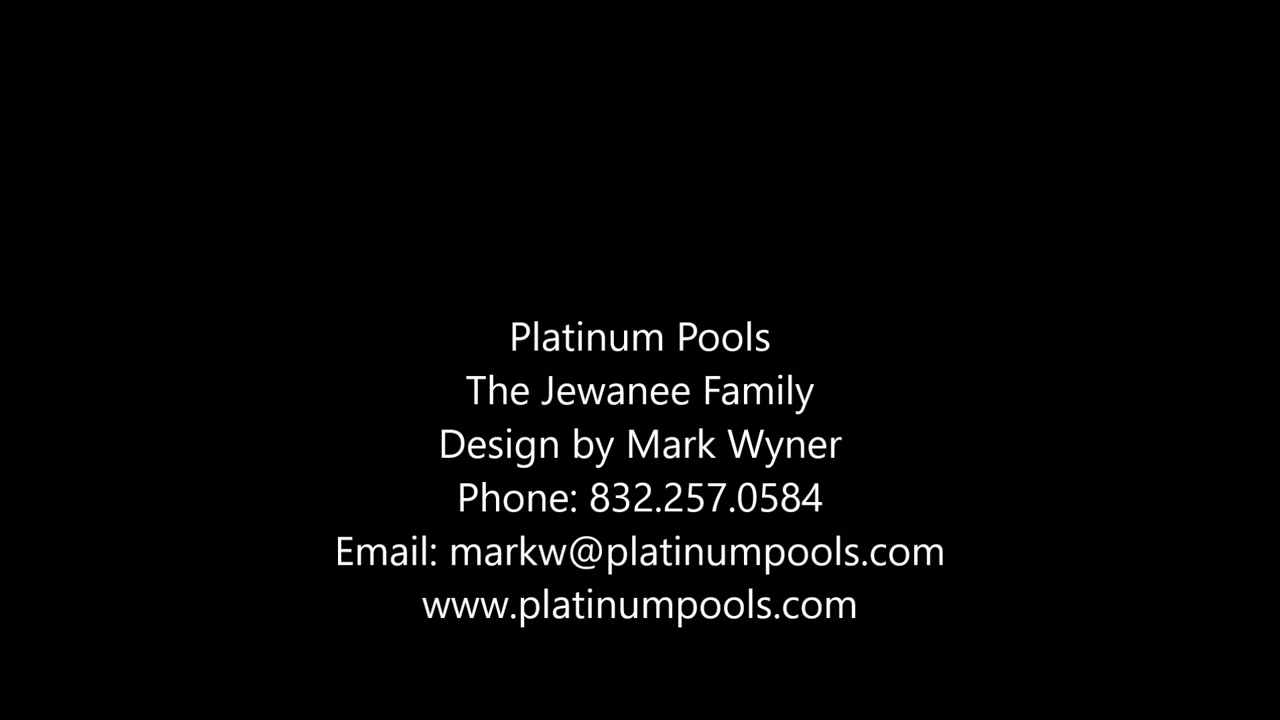 Platinum Pools
The Jewanee Family
Design by Mark Wyner
Phone: 832.257.0584
Email: markw@platinumpools.com
www.platinumpools.com